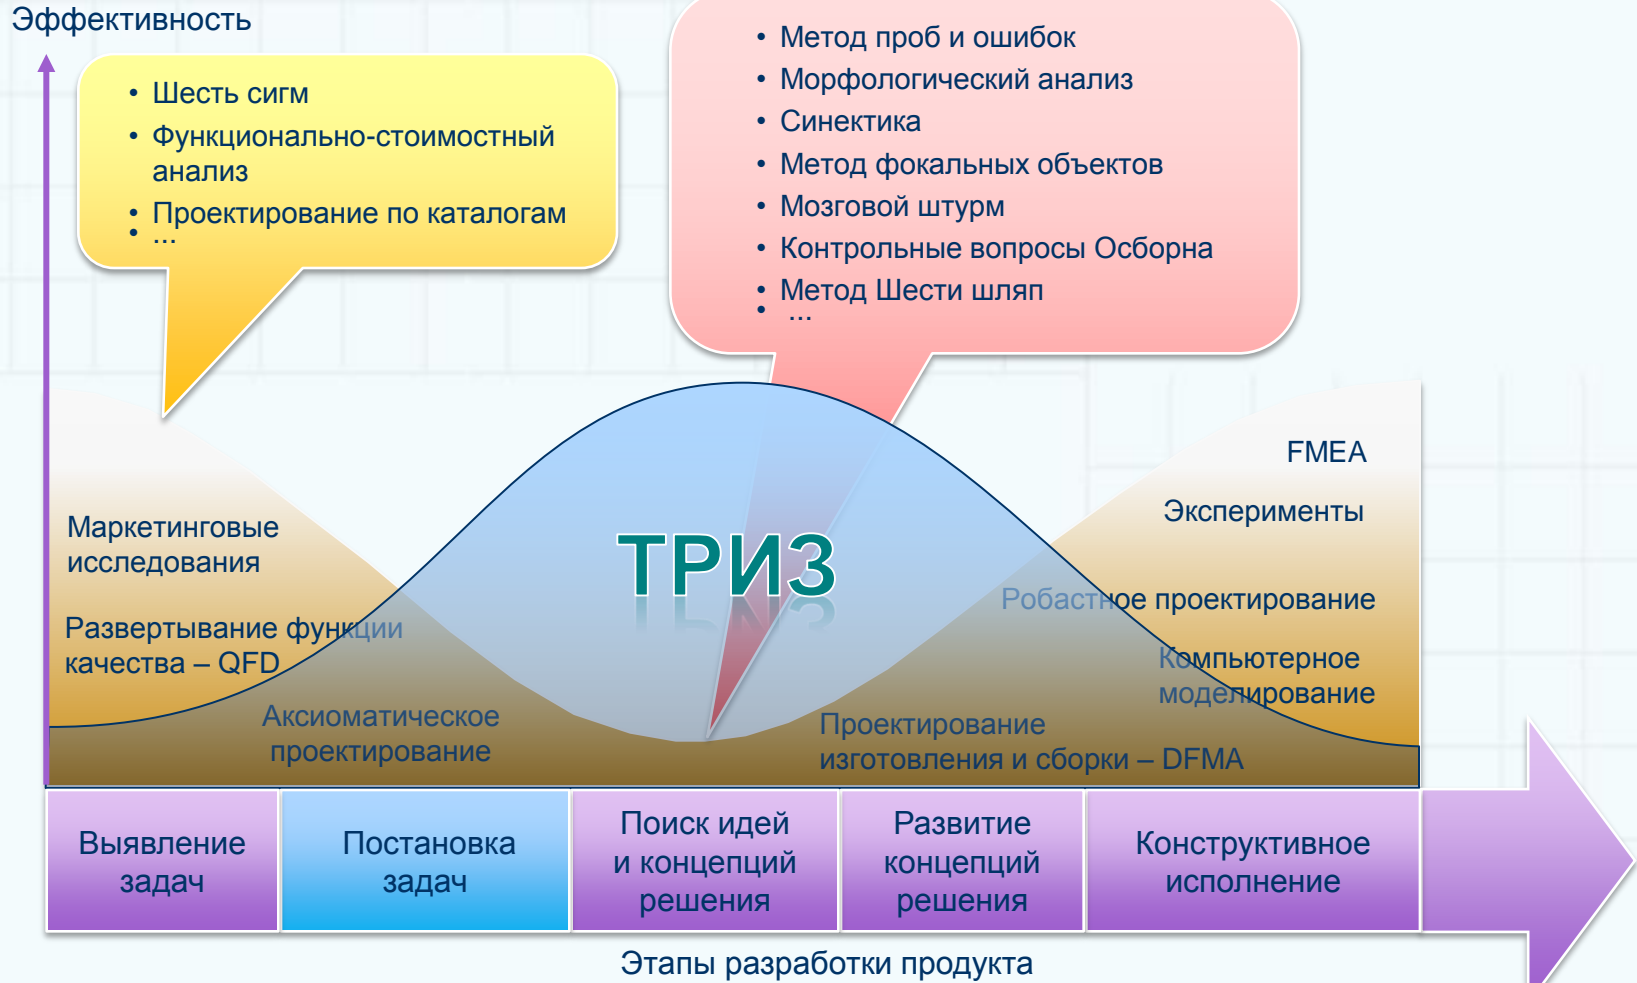 Эффективность
• Шесть сигм
• Функционально-стоимостный
анализ
• Проектирование по каталогам
• ...
• Метод проб и ошибок
• Морфологический анализ
• Синектика
• Метод фокальных объектов
• Мозговой штурм
• Контрольные вопросы Осборна
• Метод Шести шляп
• ...
Маркетинговые
исследования
Развертывание функции
качества – QFD
Аксиоматическое
проектирование
ТРИЗ
FMEA
Эксперименты
Робастное проектирование
Компьютерное
моделирование
Проектирование
изготовления и сборки – DFMA
Выявление
задач
Постановка
задач
Поиск идей
и концепций
решения
Развитие
концепций
решения
Конструктивное
исполнение
Этапы разработки продукта